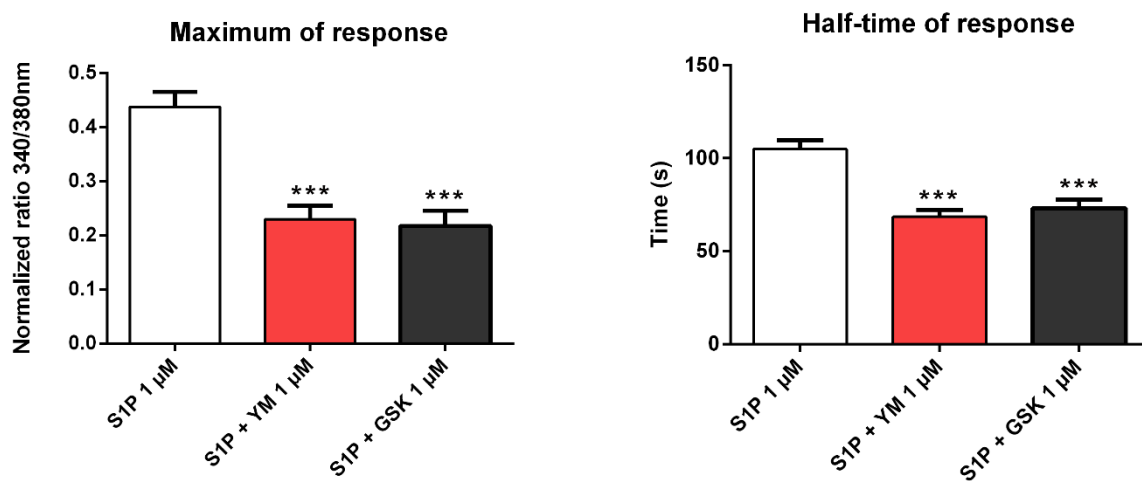 Maximum of response
Normalized ratio 340/380nm
0.5
0.4
0.3
0.2
0.1
0.0
***
***
S1P 1 µM
S1P + YM 1 µM
S1P + GSK 1 µM
Half-time of response
Time (s)
150
100
50
0
***
***
S1P 1 µM
S1P + YM 1 µM
S1P + GSK 1 µM